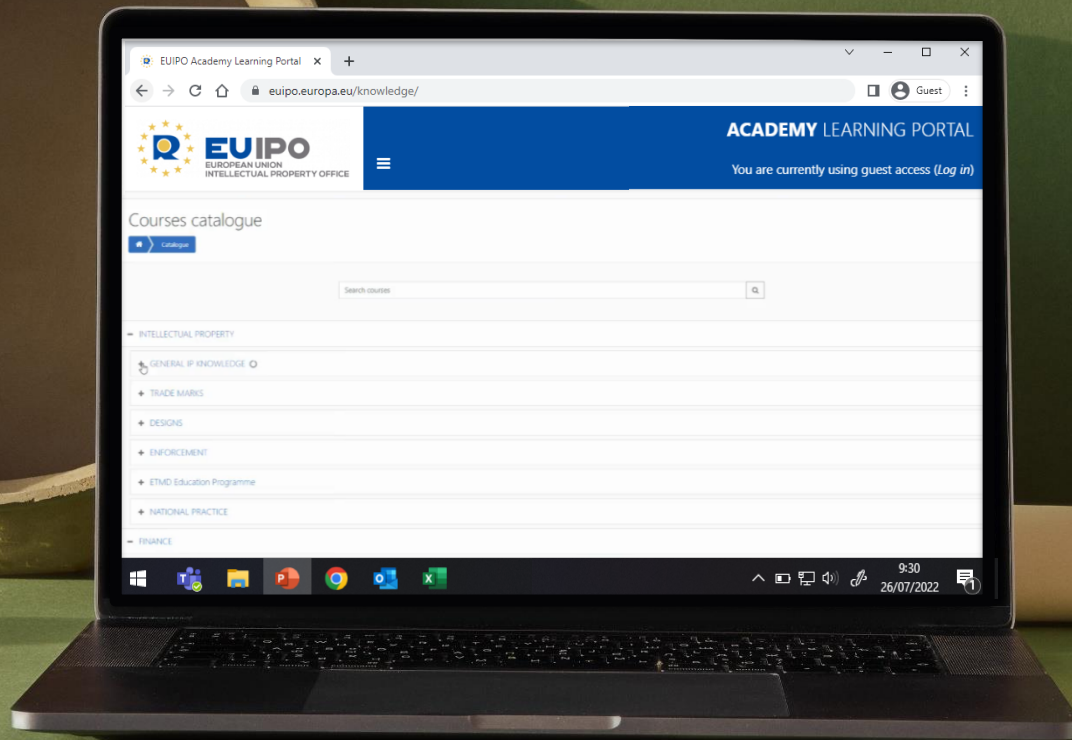 EUIPO Academy Learning Portal
euipo.europa.eu/knowledge/
Guest
R
EUIPO
EUROPEAN UNION
INTELLECTUAL PROPERTY OFFICE
ACADEMY LEARNING PORTAL
You are currently using guest access (Log in)
Courses catalogue
Catalogue
Search courses
INTELLECTUAL PROPERTY
GENERAL IP KNOWLEDGE
TRADE MARKS
DESIGNS
ENFORCEMENT
ETMD Education Programme
NATIONAL PRACTICE
FINANCE
9:30
26/07/2022
1